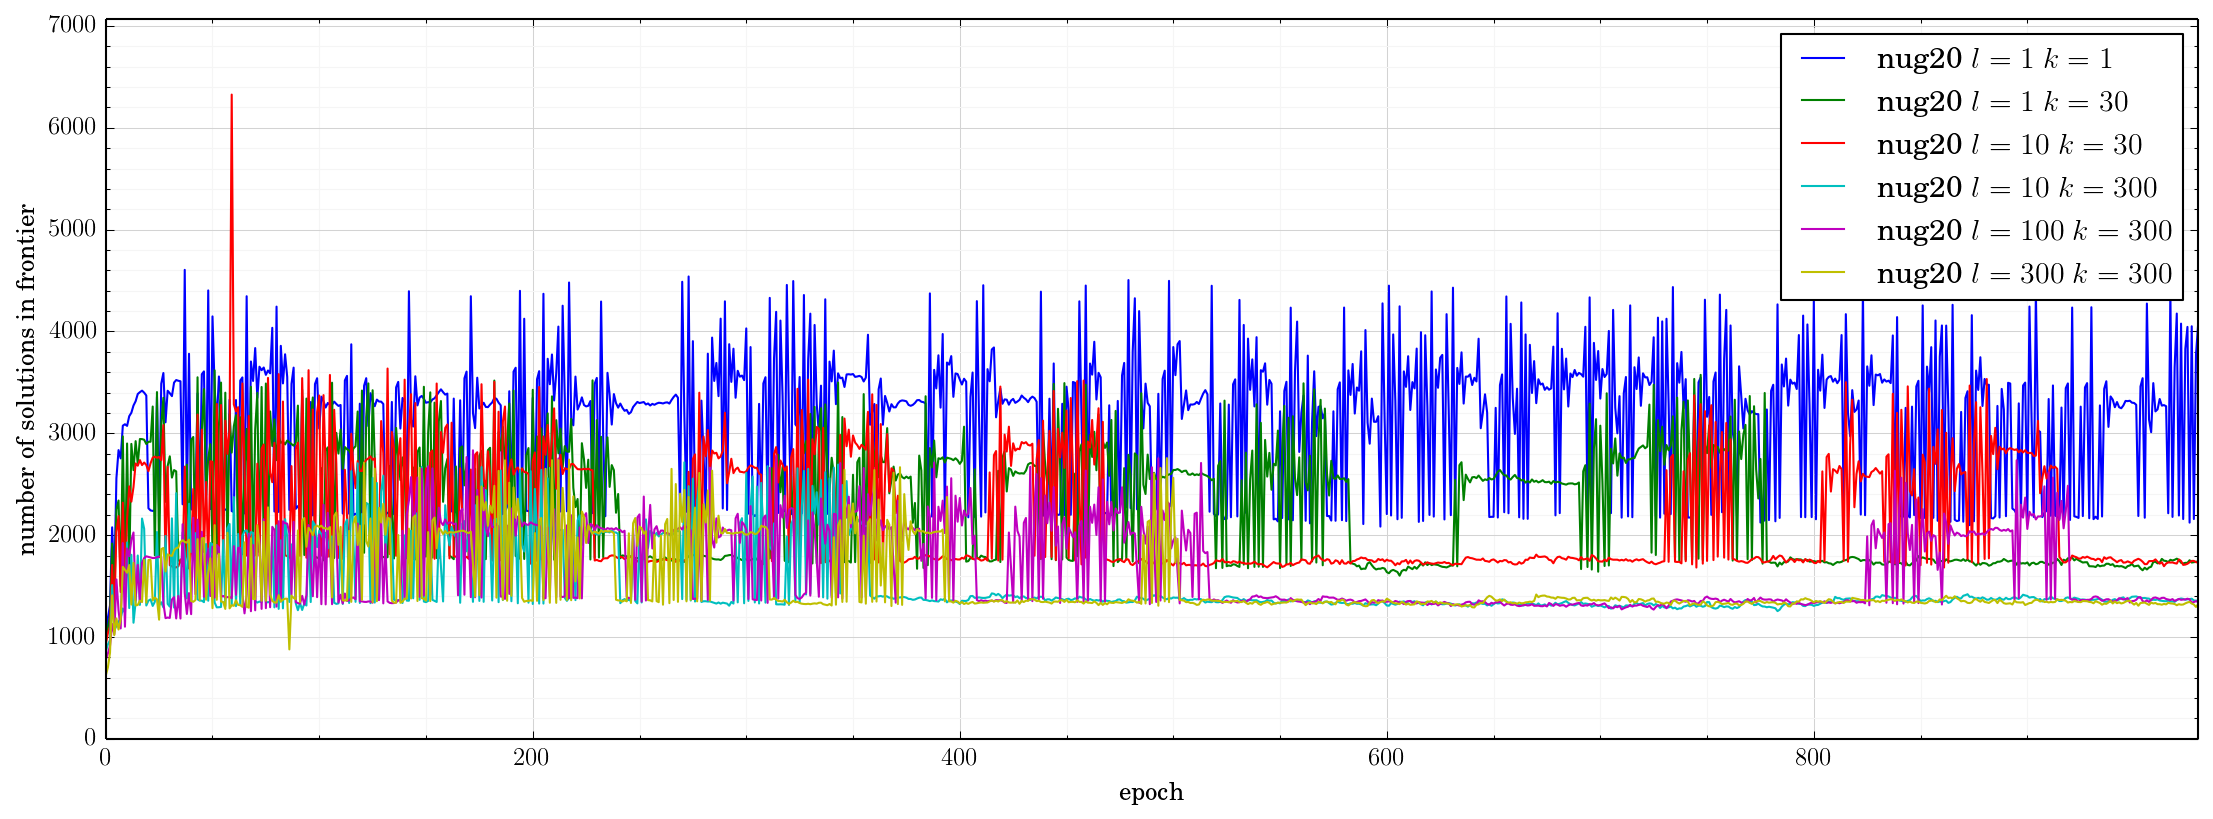 7000
6000
5000
4000
3000
2000
1000
0
number of solutions in frontier
0 200 400 600 800
epoch
nug20 l = 1 k = 1
nug20 l = 1 k = 30
nug20 l = 10 k = 30
nug20 l = 10 k = 300
nug20 l = 100 k = 300
nug20 l = 300 k = 300